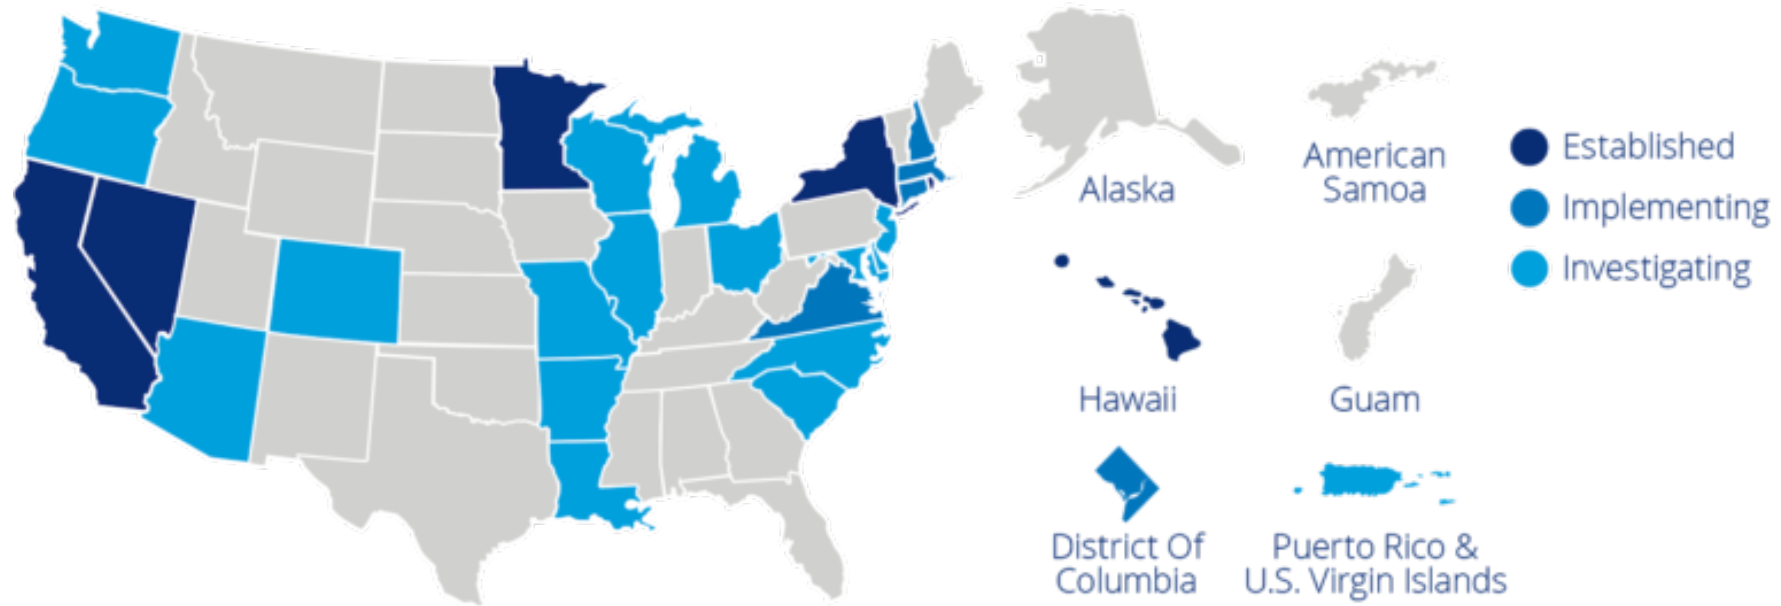 Alaska
American
Samoa
Hawaii
Guam
District Of
Columbia
Puerto Rico &
U.S. Virgin Islands
Established
Implementing
Investigating